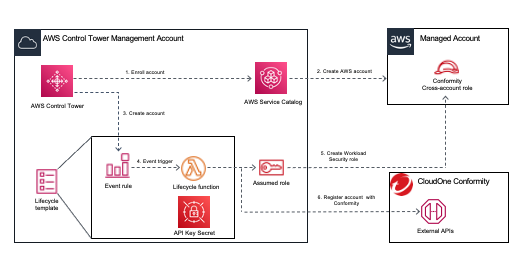 AWS Control Tower Management Account
aws
Managed Account
1. Enroll account
2. Create AWS account
AWS Control Tower
AWS Service Catalog
Conformity
Cross-account role
3. Create account
4. Event trigger
5. Create Workload
Security role
Event rule
Lifecycle function
Assumed role
CloudOne Conformity
Lifecycle
template
6. Register account with
Conformity
API Key Secret
External APIs